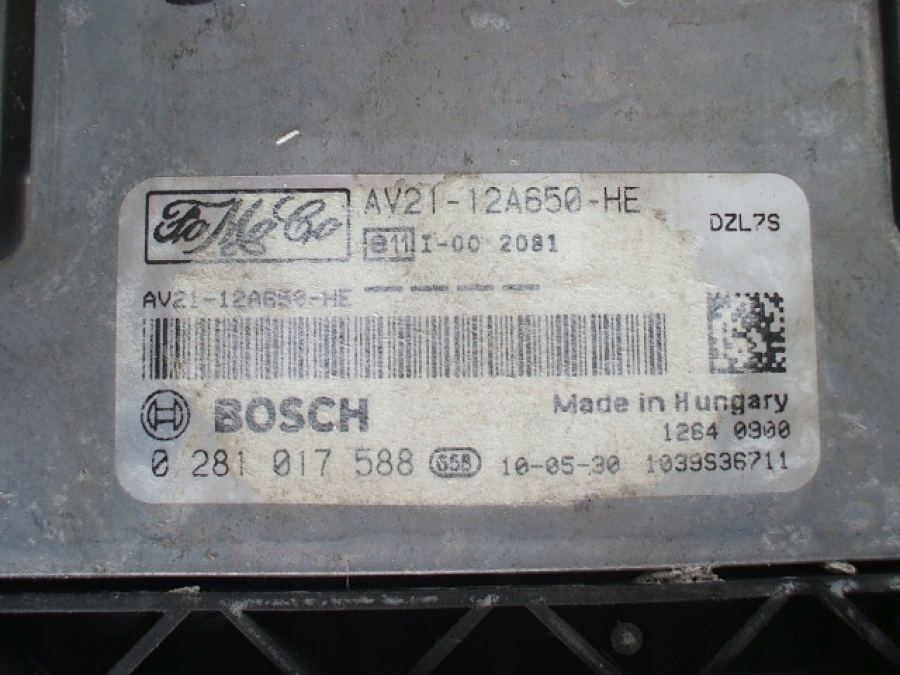 FoMoCo AV21-12A650-HE
DZL7S
e11 I-00 2081
AV21-12A650-HE
BOSCH
Made in Hungary
1264 0900
0 281 017 588 658 10-05-30 1039S36711